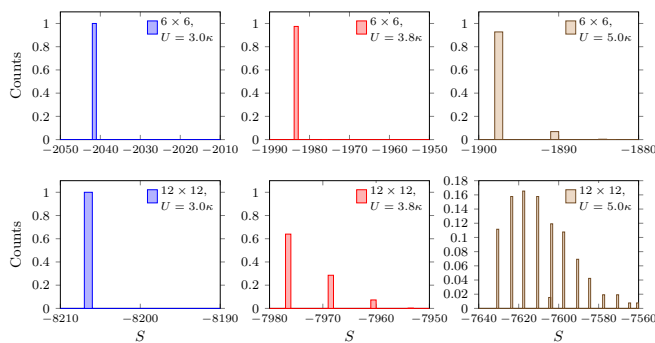 6 × 6,
U = 3.0κ
Counts
1
0.8
0.6
0.4
0.2
0
−2050 −2040 −2030 −2020 −2010
6 × 6,
U = 3.8κ
1
0.8
0.6
0.4
0.2
0
−1990 −1980 −1970 −1960 −1950
6 × 6,
U = 5.0κ
1
0.8
0.6
0.4
0.2
0
−1900 −1890 −1880
12 × 12,
U = 3.0κ
Counts
1
0.8
0.6
0.4
0.2
0
−8210 −8200 −8190
S
12 × 12,
U = 3.8κ
1
0.8
0.6
0.4
0.2
0
−7980 −7970 −7960 −7950
S
12 × 12,
U = 5.0κ
0.18
0.16
0.14
0.12
0.1
0.08
0.06
0.04
0.02
0
−7640 −7620 −7600 −7580 −7560
S